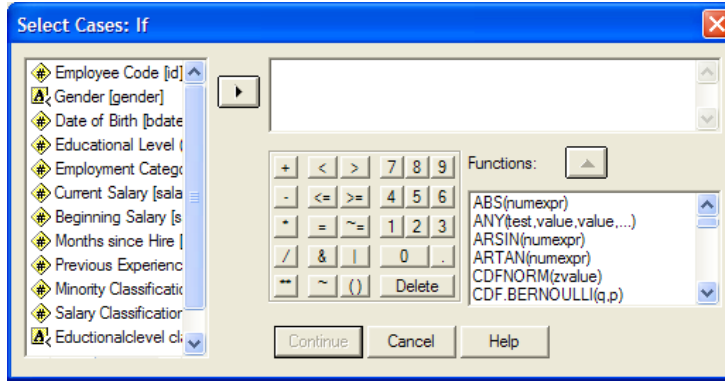 Select Cases: If
Employee Code [id]
Gender [gender]
Date of Birth [bdate
Educational Level (
Employment Catego
Current Salary [sala
Beginning Salary [s
Months since Hire [
Previous Experienc
Minority Classificatic
Salary Classification
Eductionalclevel cla
+ < > 7 8 9
- <= >= 4 5 6
* = ~= 1 2 3
/ & | 0 .
** ~ () Delete
Functions:
ABS(numexpr)
ANY(test,value,value,...)
ARSIN(numexpr)
ARTAN(numexpr)
CDFNORM(zvalue)
CDF.BERNOULLI(q,p)
Continue Cancel Help